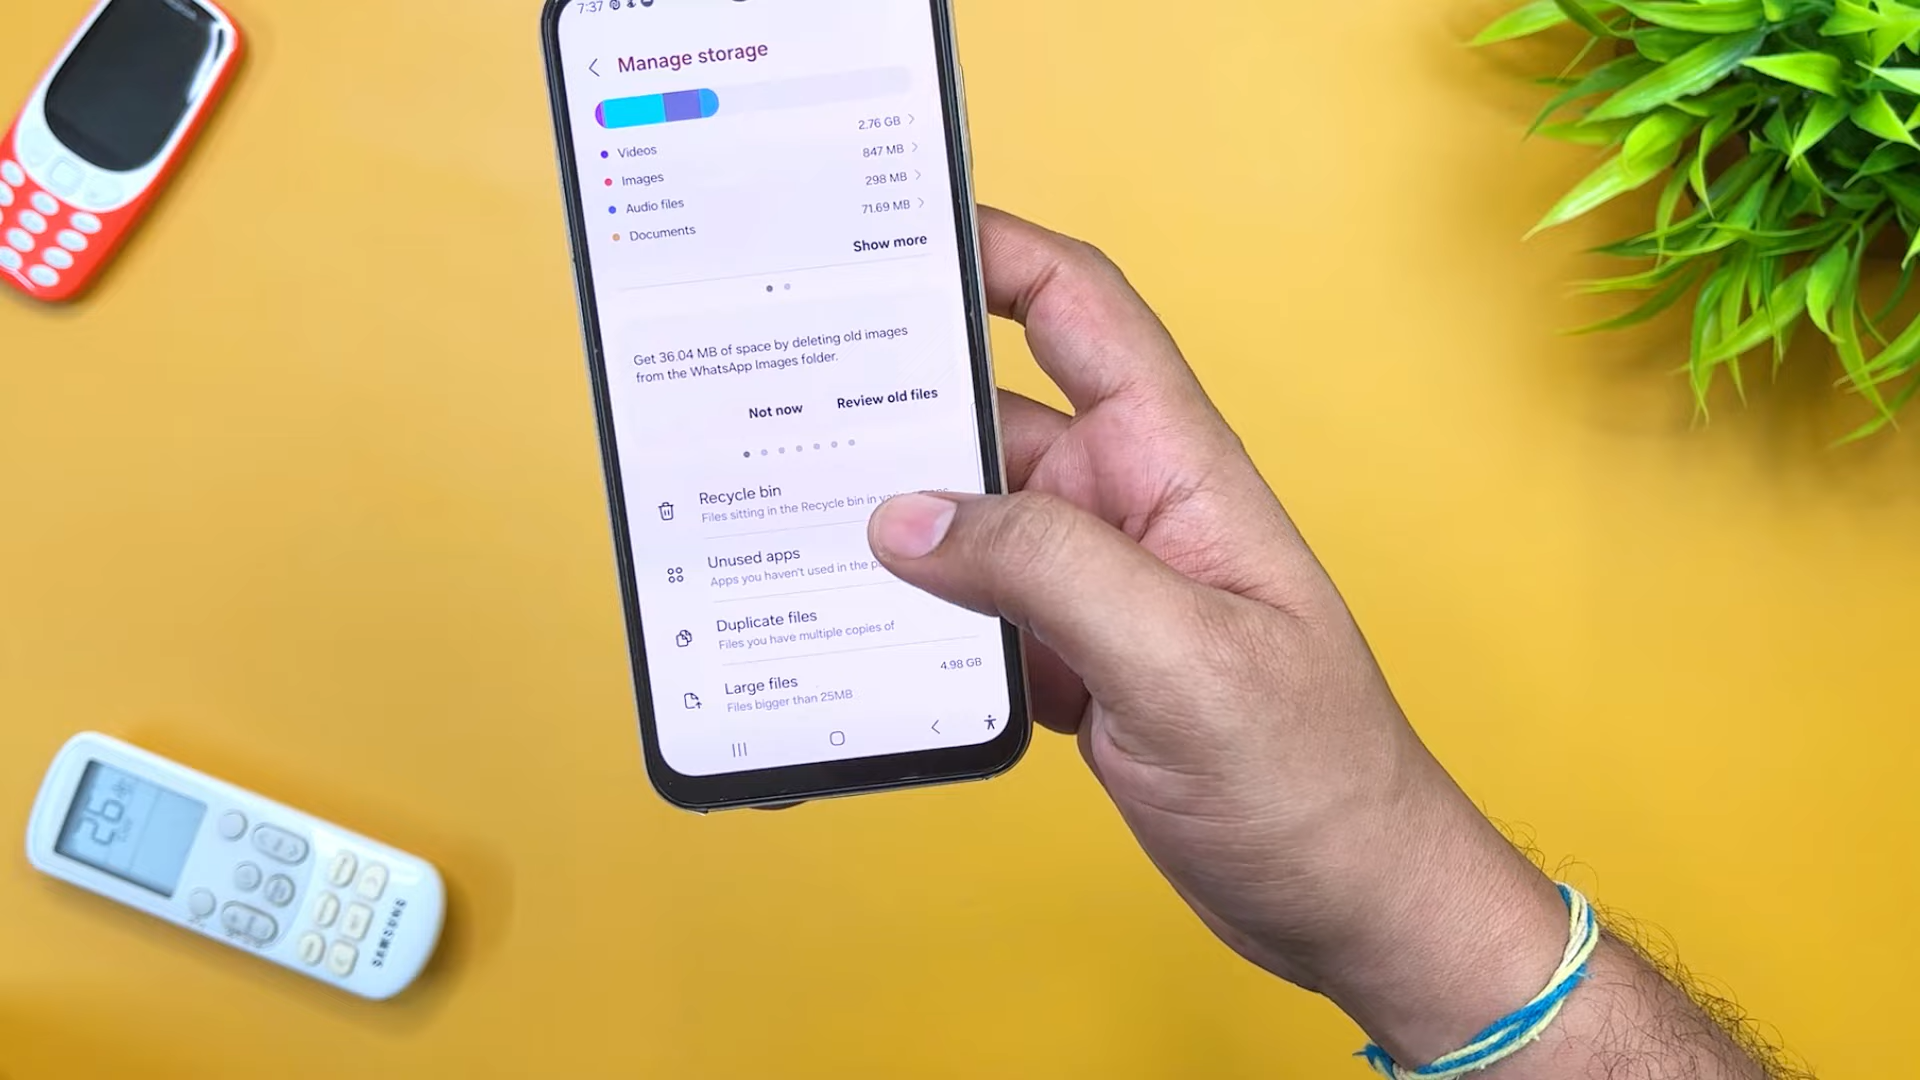 7:37
Manage storage
Videos 2.76 GB
Images 847 MB
Audio files 298 MB
Documents 71.69 MB
Show more
Get 36.04 MB of space by deleting old images
from the WhatsApp Images folder.
Not now Review old files
Recycle bin
Files sitting in the Recycle bin in
Unused apps
Apps you haven't used in the
Duplicate files
Files you have multiple copies of
Large files 4.98 GB
Files bigger than 25MB
26